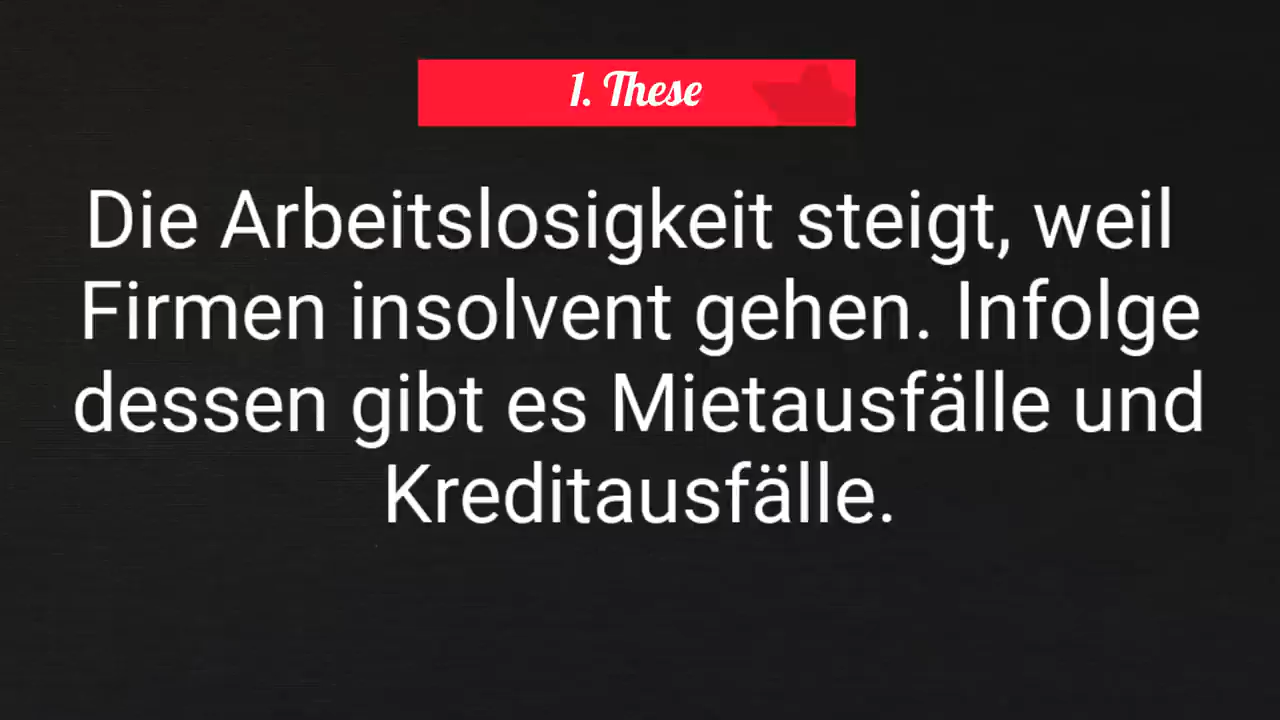 1. These
Die Arbeitslosigkeit steigt, weil
Firmen insolvent gehen. Infolge
dessen gibt es Mietausfälle und
Kreditausfälle.